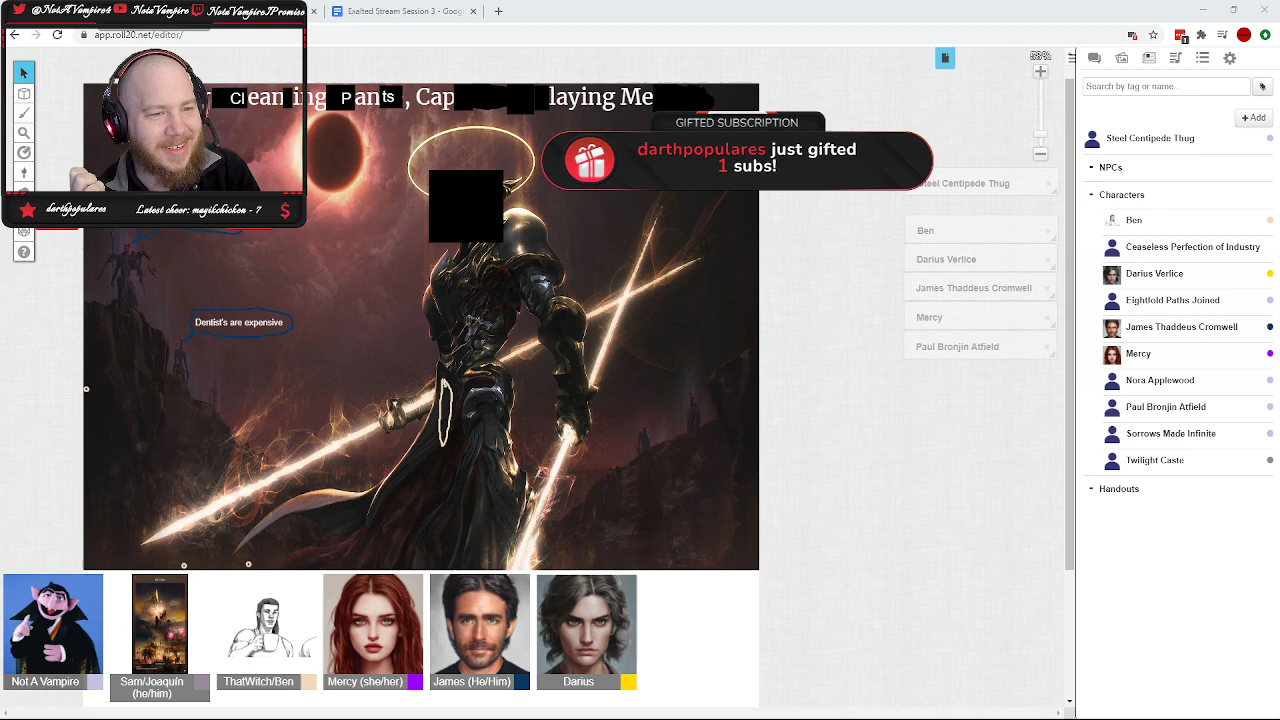 @NotAVampire4 NotAVampire NotaVampireIPromise
Exalted Stream Session 3 - Goog
app.roll20.net/editor/
Cleaning Pants, Cap laying Me
GIFTED SUBSCRIPTION
darthpopulares just gifted
1 subs!
darthpopulares Latest cheer: magikchicken - 7
Dentist's are expensive
Steel Centipede Thug
Ben
Darius Verlice
James Thaddeus Cromwell
Mercy
Paul Bronjin Atfield
Search by tag or name...
+ Add
Steel Centipede Thug
NPCs
Characters
Ben
Ceaseless Perfection of Industry
Darius Verlice
Eightfold Paths Joined
James Thaddeus Cromwell
Mercy
Nora Applewood
Paul Bronjin Atfield
Sorrows Made Infinite
Twilight Caste
Handouts
Not A Vampire
Sam/Joaquín
(he/him)
ThatWitch/Ben
Mercy (she/her)
James (He/Him)
Darius